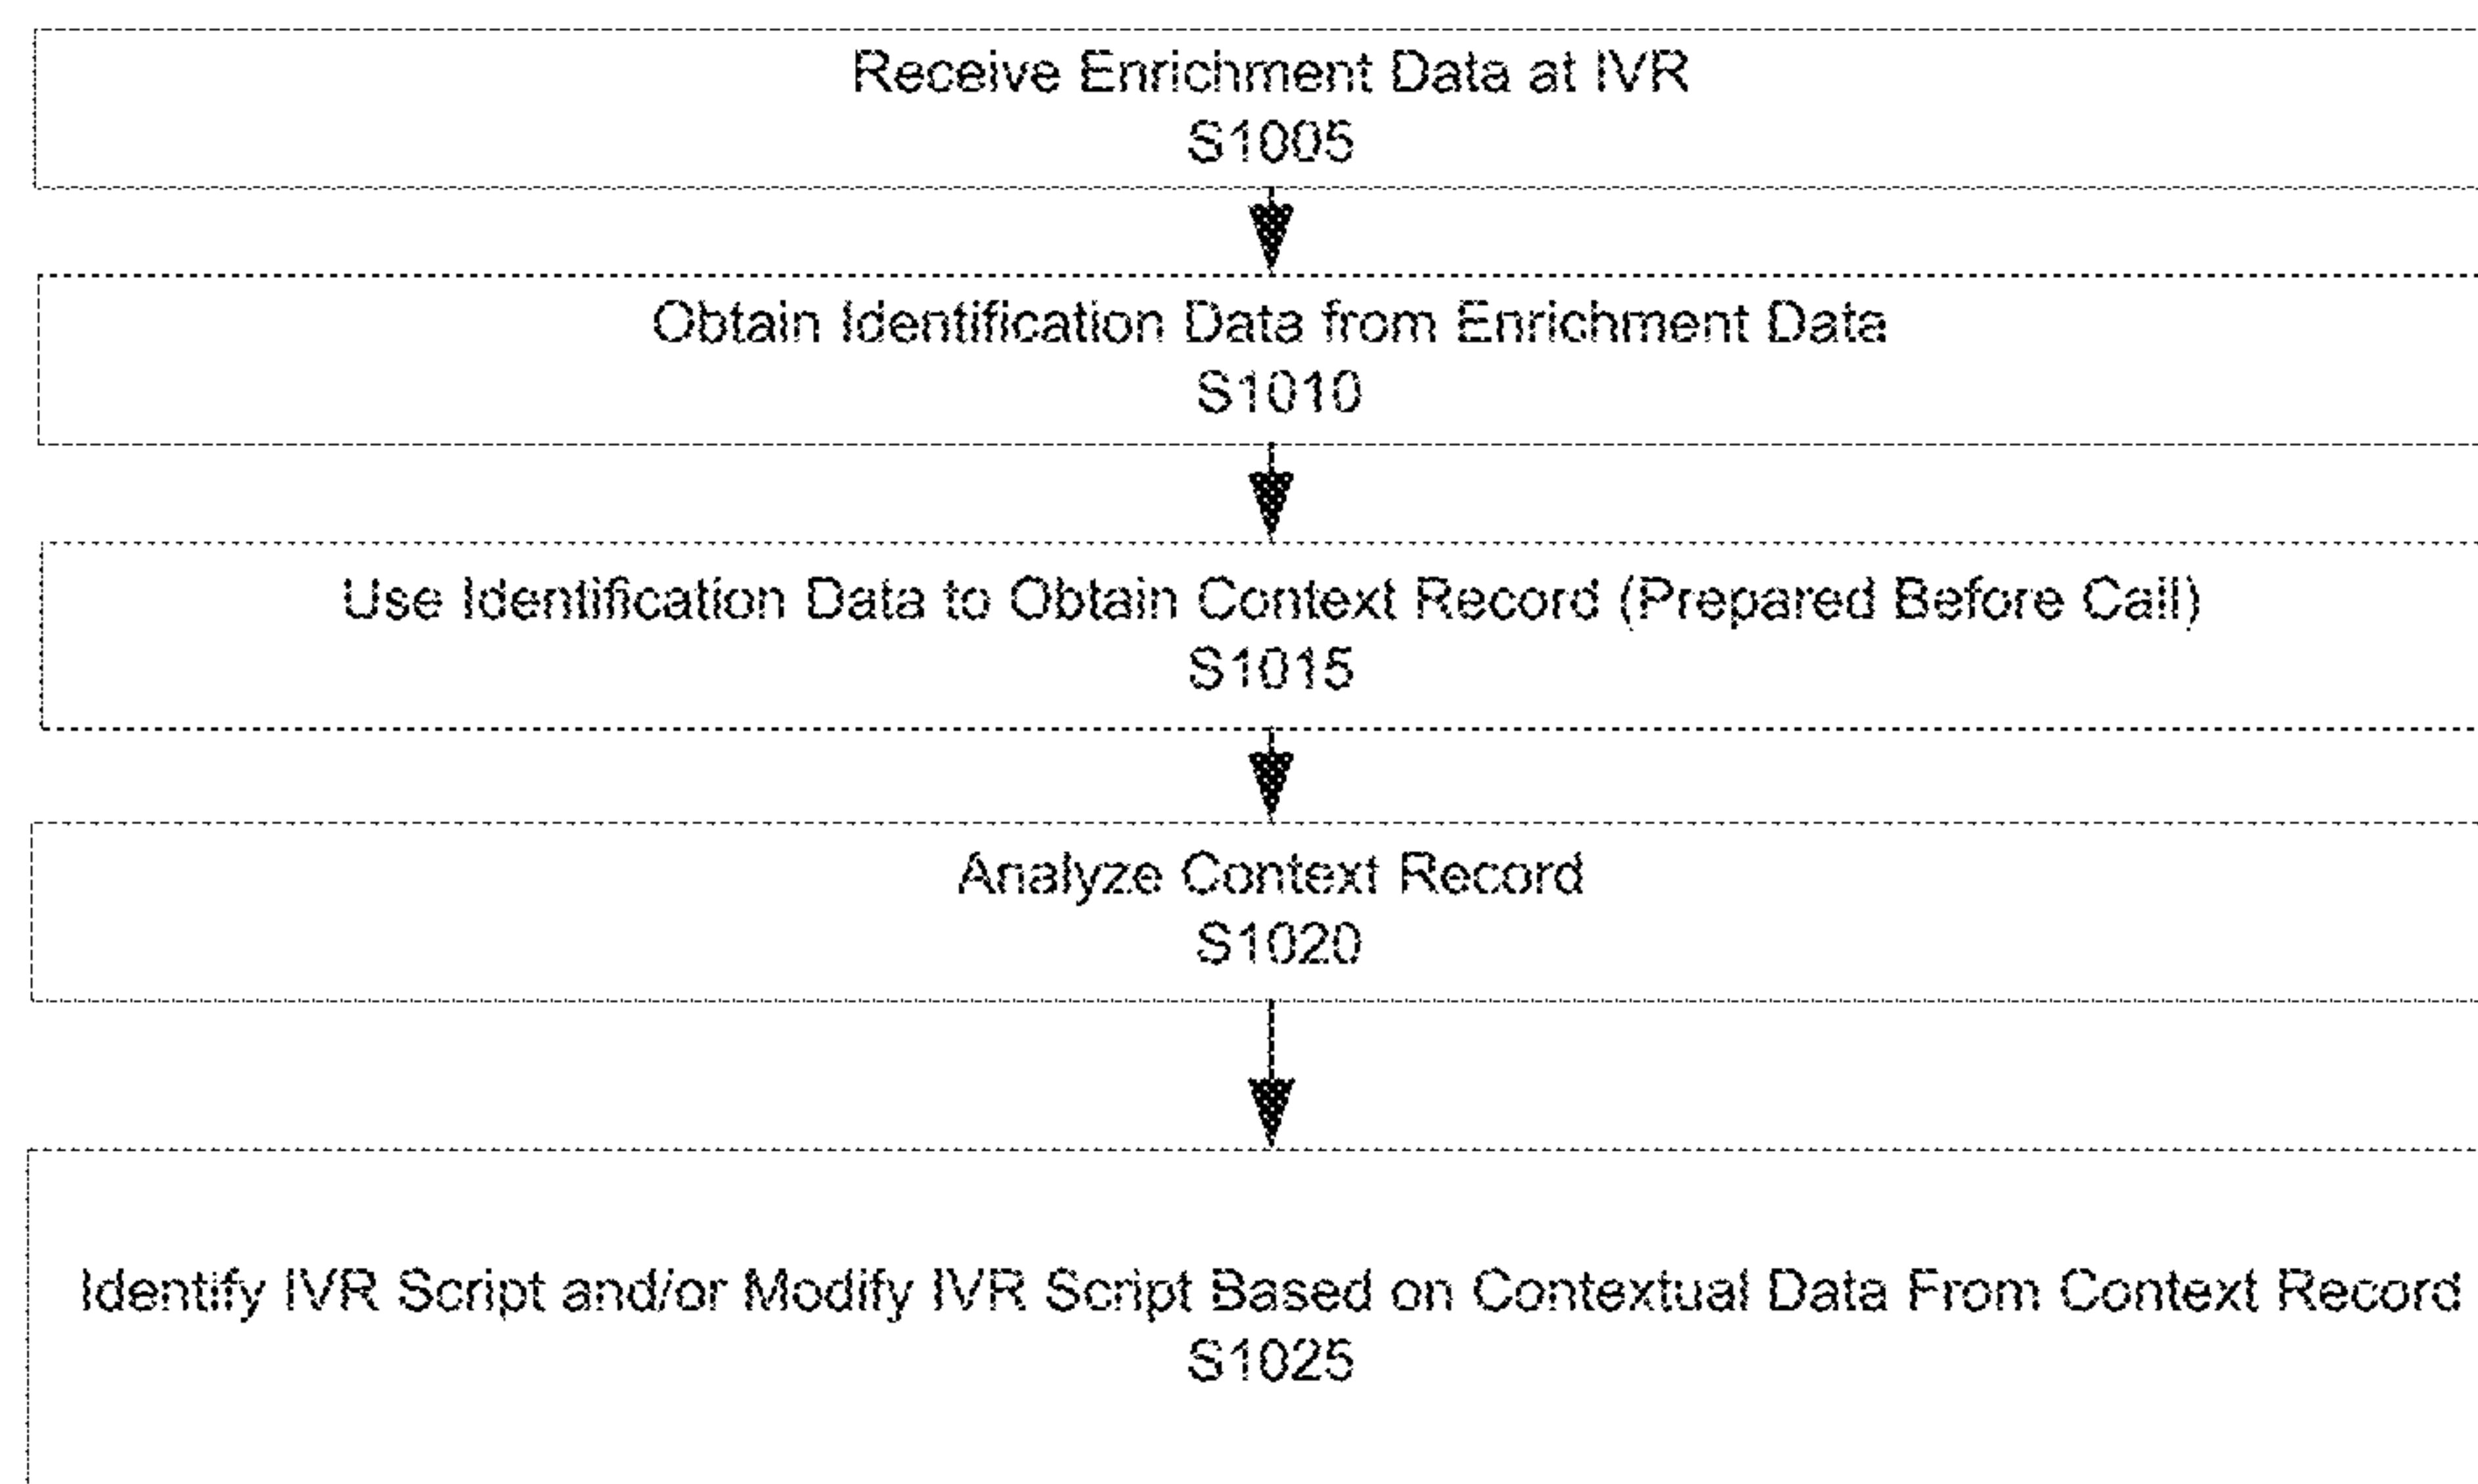 Receive Enrichment Data at IVR
S1005
Obtain Identification Data from Enrichment Data
S1010
Use Identification Data to Obtain Context Record (Prepared Before Call)
S1015
Analyze Context Record
S1020
Identify IVR Script and/or Modify IVR Script Based on Contextual Data From Context Record
S1025